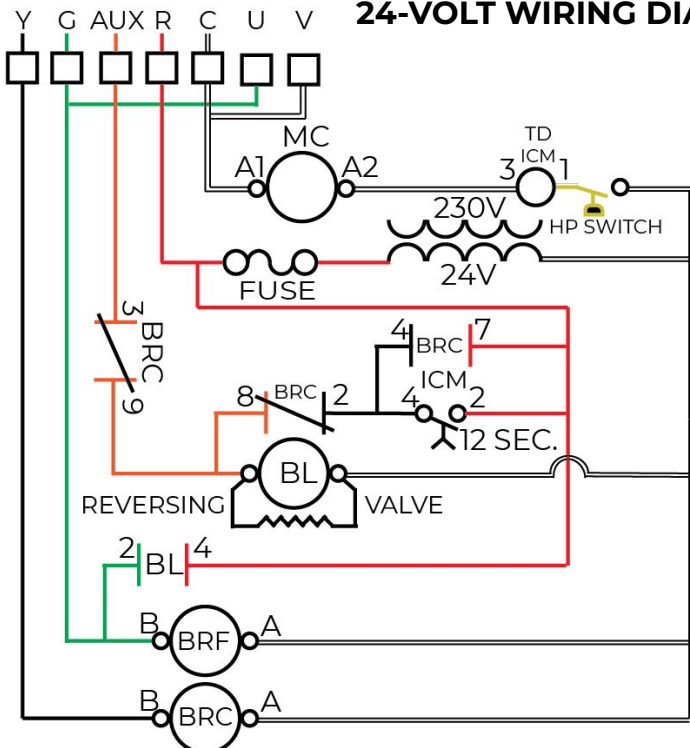 24-VOLT WIRING DIA
Y G AUX R C U V
MC
A1 A2
TD
ICM
3 1
230V
HP SWITCH
24V
FUSE
3
BRC
9
4 BRC 7
ICM
8 BRC 2
4 2
12 SEC.
BL
REVERSING VALVE
2 BL 4
B BRF A
B BRC A